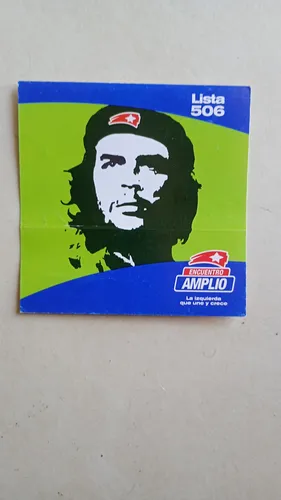 Lista
506
ENCUENTRO
AMPLIO
La izquierda
que une y crece